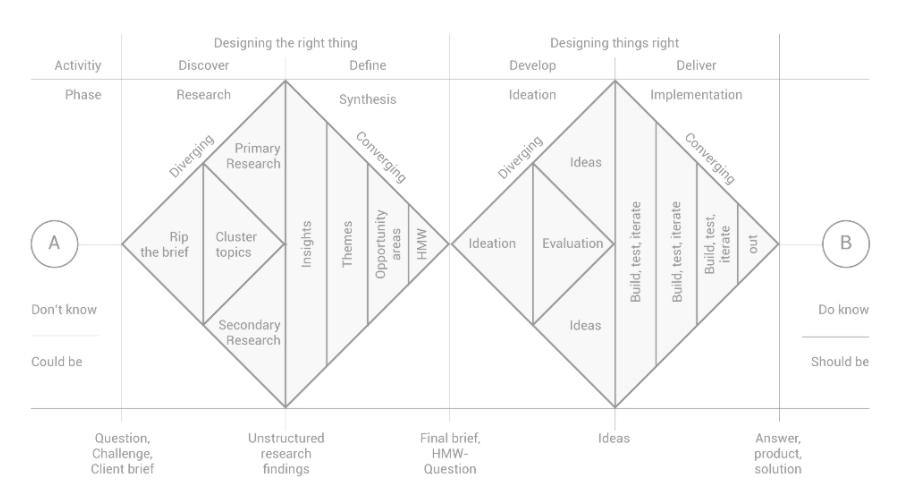 Designing the right thing
Designing things right
Activitiy
Discover
Define
Develop
Deliver
Phase
Research
Synthesis
Ideation
Implementation
Diverging
Primary
Research
Converging
Diverging
Ideas
Converging
A
Rip
the brief
Cluster
topics
Insights
Themes
Opportunity
areas
HMW
Ideation
Evaluation
Build, test, iterate
Build, test, iterate
Build, test,
iterate
out
B
Don't know
Could be
Secondary
Research
Ideas
Do know
Should be
Question,
Challenge,
Client brief
Unstructured
research
findings
Final brief,
HMW-
Question
Ideas
Answer,
product,
solution